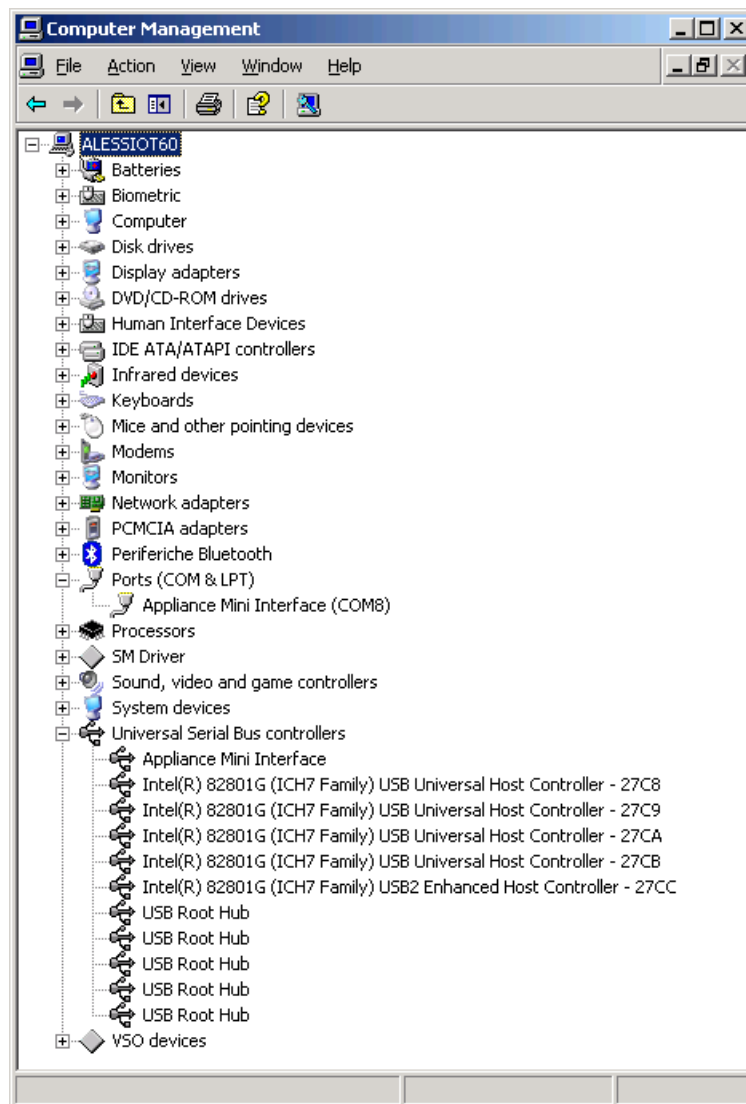 Computer Management
File Action View Window Help
ALESSIOT60
Batteries
Biometric
Computer
Disk drives
Display adapters
DVD/CD-ROM drives
Human Interface Devices
IDE ATA/ATAPI controllers
Infrared devices
Keyboards
Mice and other pointing devices
Modems
Monitors
Network adapters
PCMCIA adapters
Periferiche Bluetooth
Ports (COM & LPT)
Appliance Mini Interface (COM8)
Processors
SM Driver
Sound, video and game controllers
System devices
Universal Serial Bus controllers
Appliance Mini Interface
Intel(R) 82801G (ICH7 Family) USB Universal Host Controller - 27C8
Intel(R) 82801G (ICH7 Family) USB Universal Host Controller - 27C9
Intel(R) 82801G (ICH7 Family) USB Universal Host Controller - 27CA
Intel(R) 82801G (ICH7 Family) USB Universal Host Controller - 27CB
Intel(R) 82801G (ICH7 Family) USB2 Enhanced Host Controller - 27CC
USB Root Hub
USB Root Hub
USB Root Hub
USB Root Hub
USB Root Hub
VSO devices